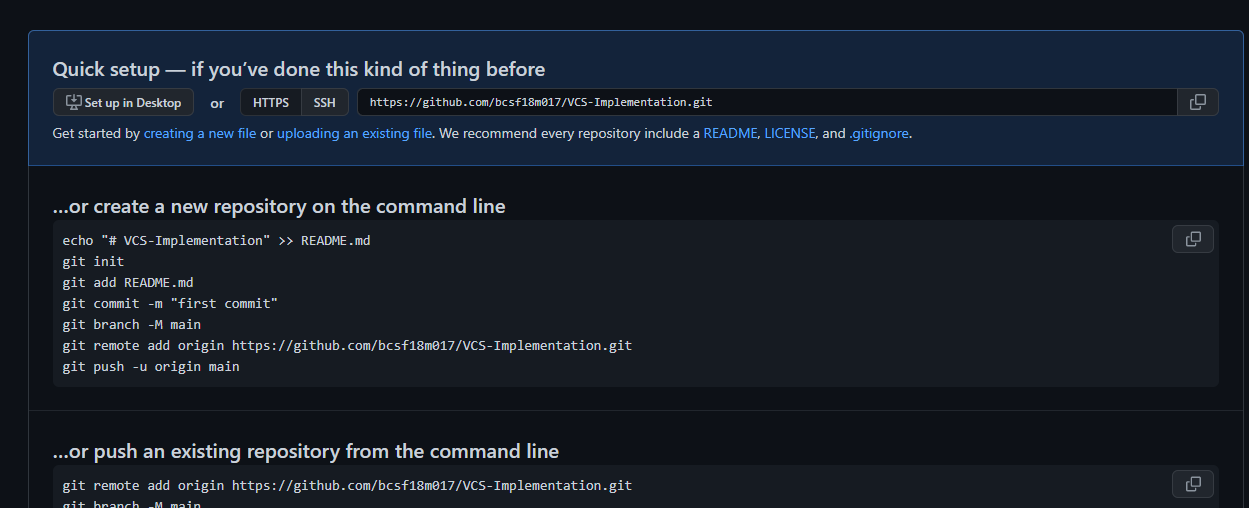 Quick setup — if you’ve done this kind of thing before
Set up in Desktop or HTTPS SSH https://github.com/bcsf18m017/VCS-Implementation.git
Get started by creating a new file or uploading an existing file. We recommend every repository include a README, LICENSE, and .gitignore.
…or create a new repository on the command line
echo "# VCS-Implementation" >> README.md
git init
git add README.md
git commit -m "first commit"
git branch -M main
git remote add origin https://github.com/bcsf18m017/VCS-Implementation.git
git push -u origin main
…or push an existing repository from the command line
git remote add origin https://github.com/bcsf18m017/VCS-Implementation.git
git branch -M main